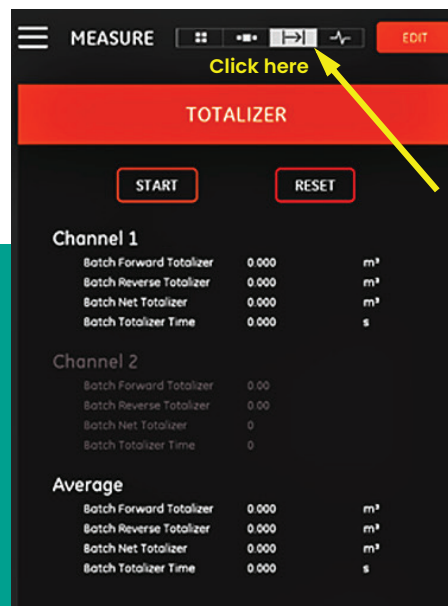 MEASURE EDIT
Click here
TOTALIZER
START RESET
Channel 1
Batch Forward Totalizer 0.000 m³
Batch Reverse Totalizer 0.000 m³
Batch Net Totalizer 0.000 m³
Batch Totalizer Time 0.000 s
Channel 2
Batch Forward Totalizer 0.00
Batch Reverse Totalizer 0.00
Batch Net Totalizer 0
Batch Totalizer Time 0
Average
Batch Forward Totalizer 0.000 m³
Batch Reverse Totalizer 0.000 m³
Batch Net Totalizer 0.000 m³
Batch Totalizer Time 0.000 s